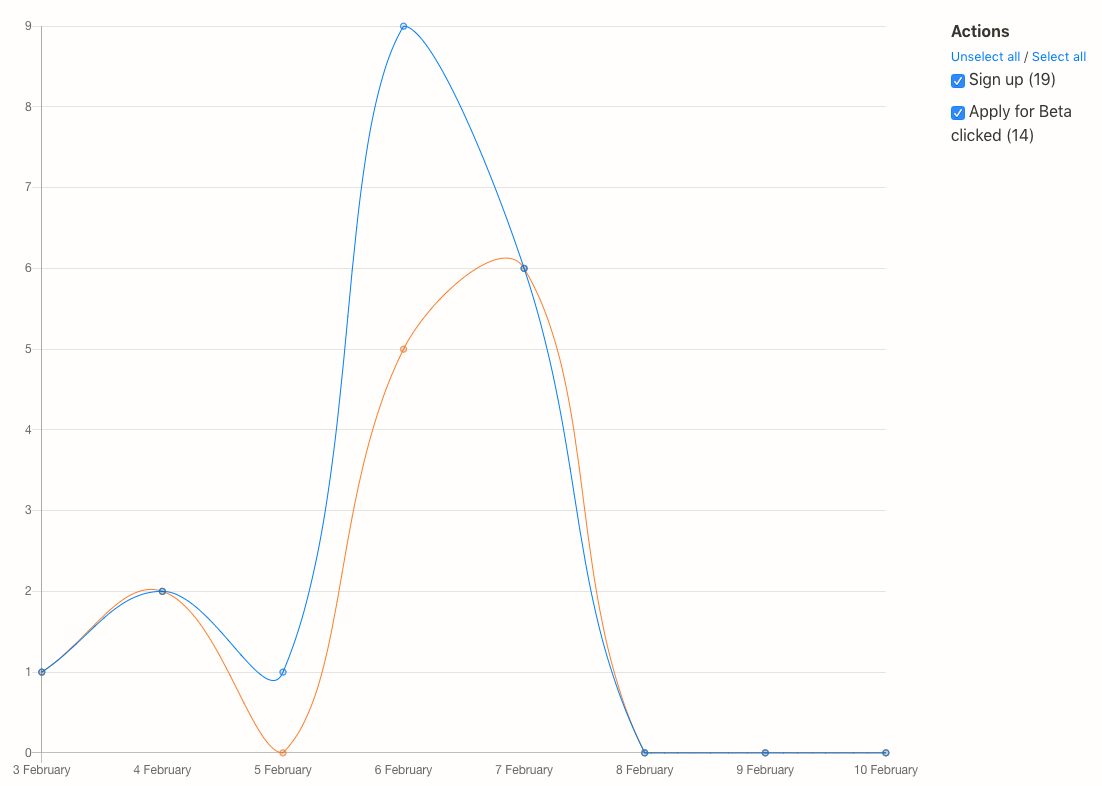 9
8
7
6
5
4
3
2
1
0
3 February
4 February
5 February
6 February
7 February
8 February
9 February
10 February
Actions
Unselect all / Select all
Sign up (19)
Apply for Beta
clicked (14)